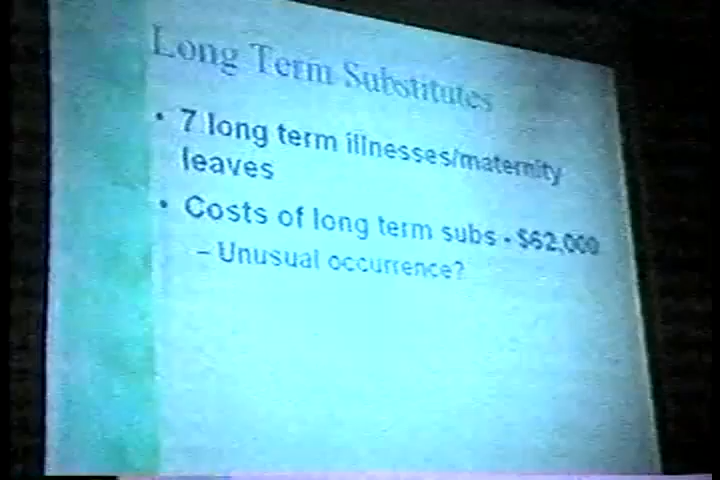 Long Term Substitutes
• 7 long term illnesses/maternity
leaves
• Costs of long term subs - $62,000
– Unusual occurrence?